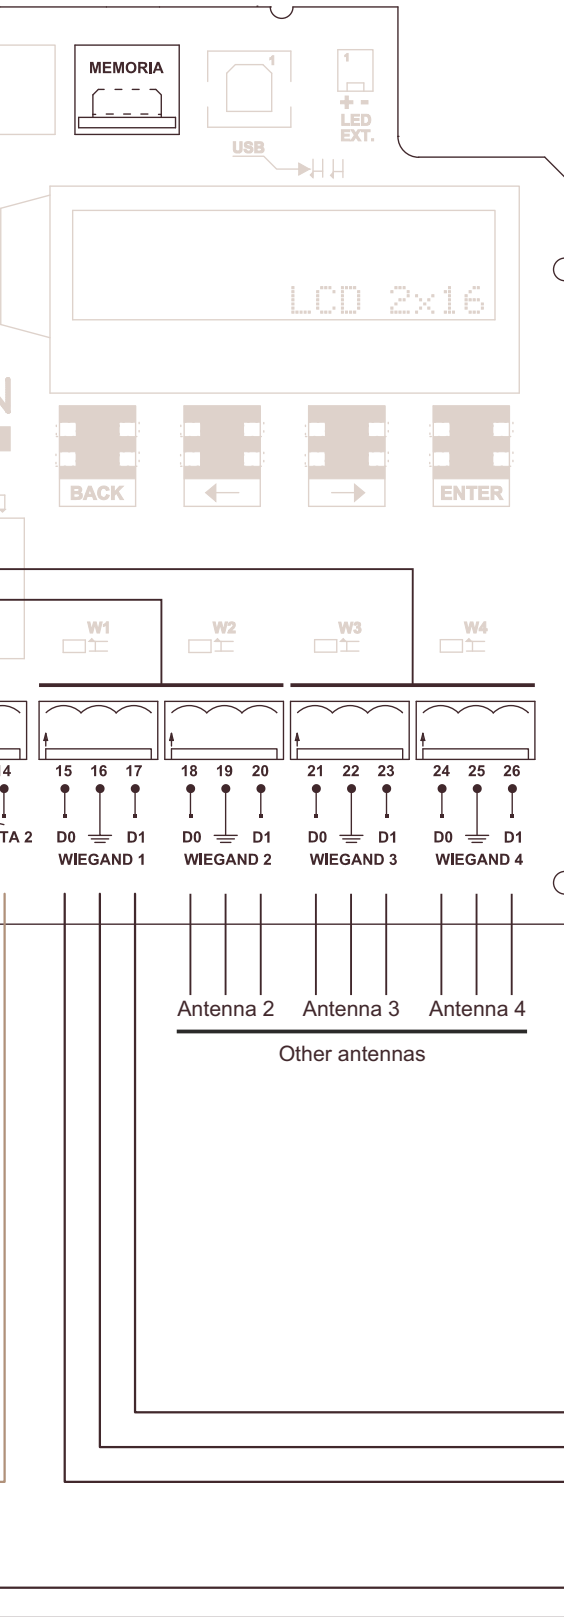 MEMORIA
1
1
+ -
LED
EXT.
USB
LCD 2x16
BACK
ENTER
W1 W2 W3 W4
15 16 17 18 19 20 21 22 23 24 25 26
TA 2 D0 D1 D0 D1 D0 D1 D0 D1
WIEGAND 1 WIEGAND 2 WIEGAND 3 WIEGAND 4
Antenna 2 Antenna 3 Antenna 4
Other antennas